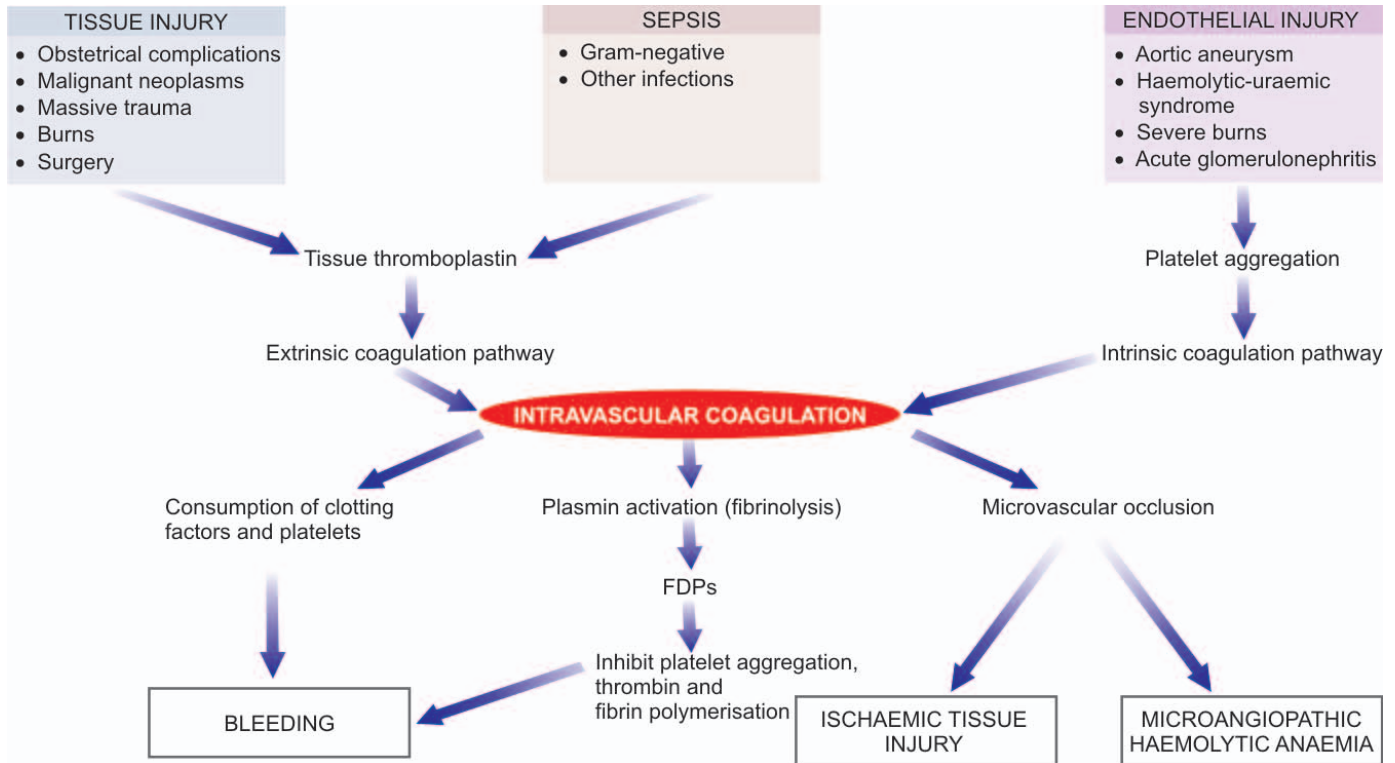 TISSUE INJURY
• Obstetrical complications
• Malignant neoplasms
• Massive trauma
• Burns
• Surgery
SEPSIS
• Gram-negative
• Other infections
ENDOTHELIAL INJURY
• Aortic aneurysm
• Haemolytic-uraemic
syndrome
• Severe burns
• Acute glomerulonephritis
Tissue thromboplastin
Platelet aggregation
Extrinsic coagulation pathway
Intrinsic coagulation pathway
INTRAVASCULAR COAGULATION
Consumption of clotting
factors and platelets
Plasmin activation (fibrinolysis)
Microvascular occlusion
FDPs
Inhibit platelet aggregation,
thrombin and
fibrin polymerisation
BLEEDING
ISCHAEMIC TISSUE
INJURY
MICROANGIOPATHIC
HAEMOLYTIC ANAEMIA